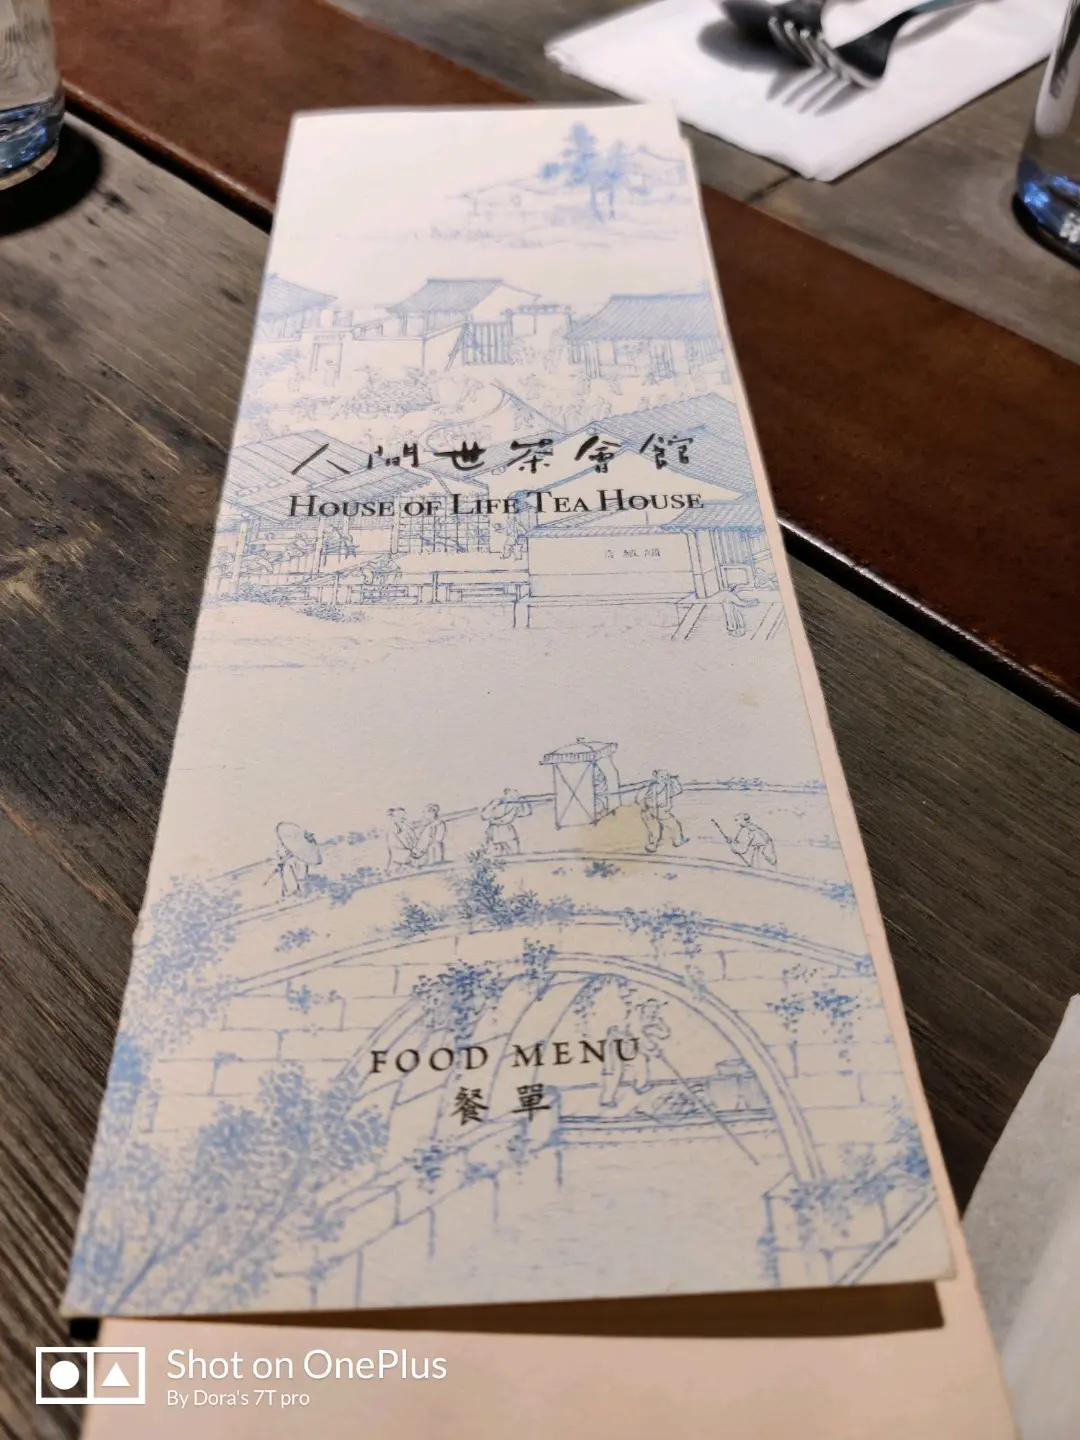 人間世茶會館
HOUSE OF LIFE TEA HOUSE
FOOD MENU
餐單
Shot on OnePlus
By Dora's 7T pro